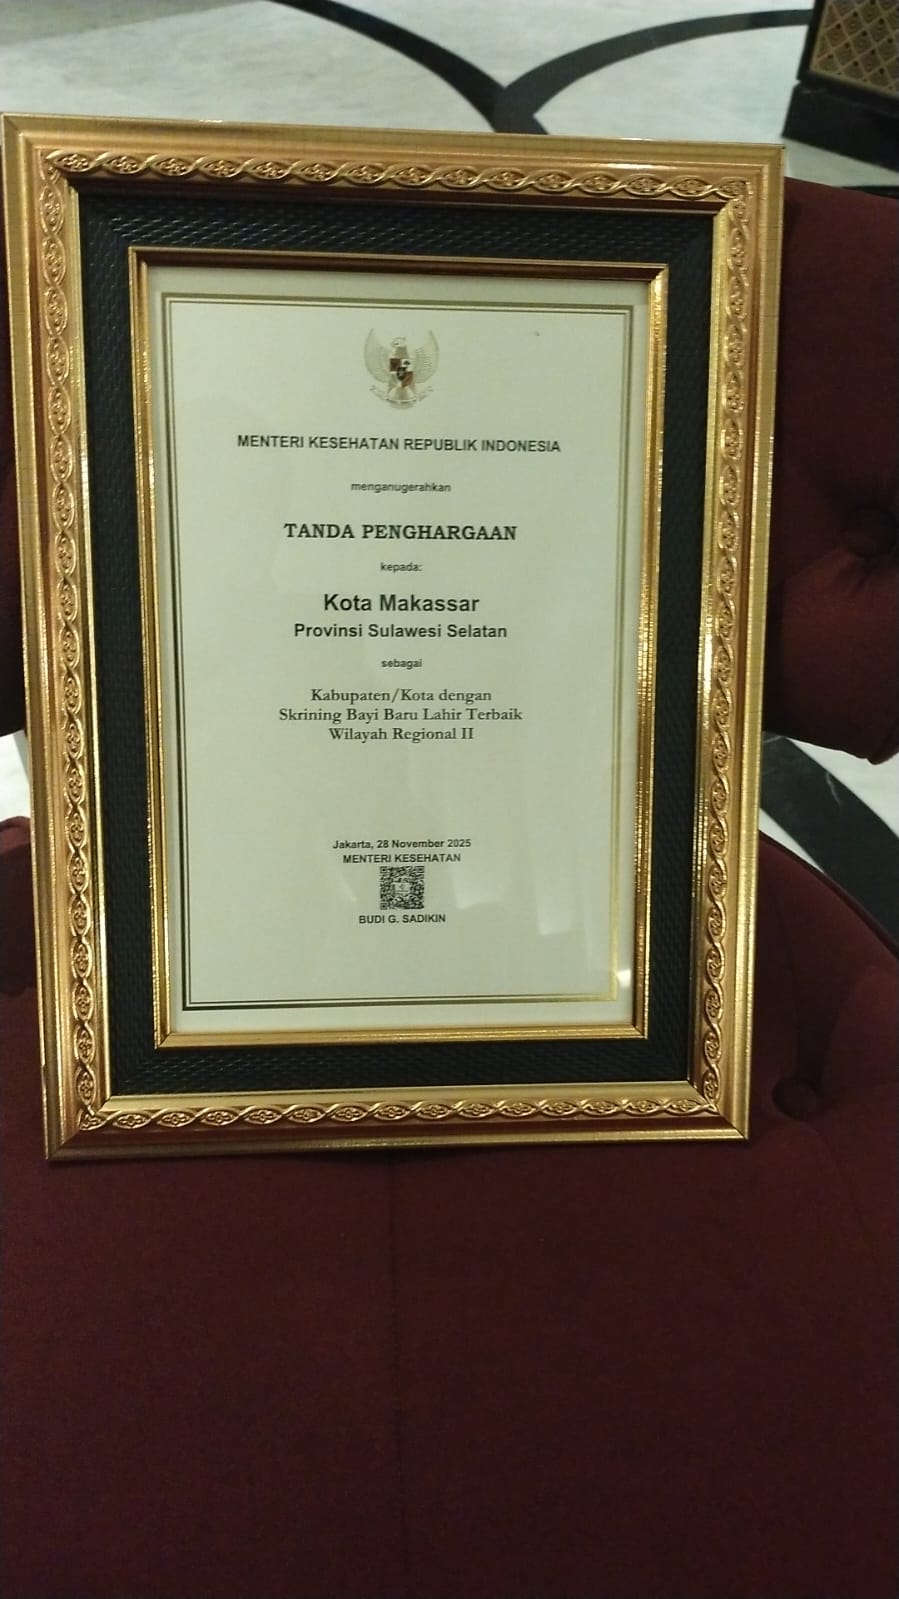 MENTERI KESEHATAN REPUBLIK INDONESIA
menganugerahkan
TANDA PENGHARGAAN
kepada:
Kota Makassar
Provinsi Sulawesi Selatan
sebagai
Kabupaten/Kota dengan
Skrining Bayi Baru Lahir Terbaik
Wilayah Regional II
Jakarta, 28 November 2025
MENTERI KESEHATAN
BUDI G. SADIKIN